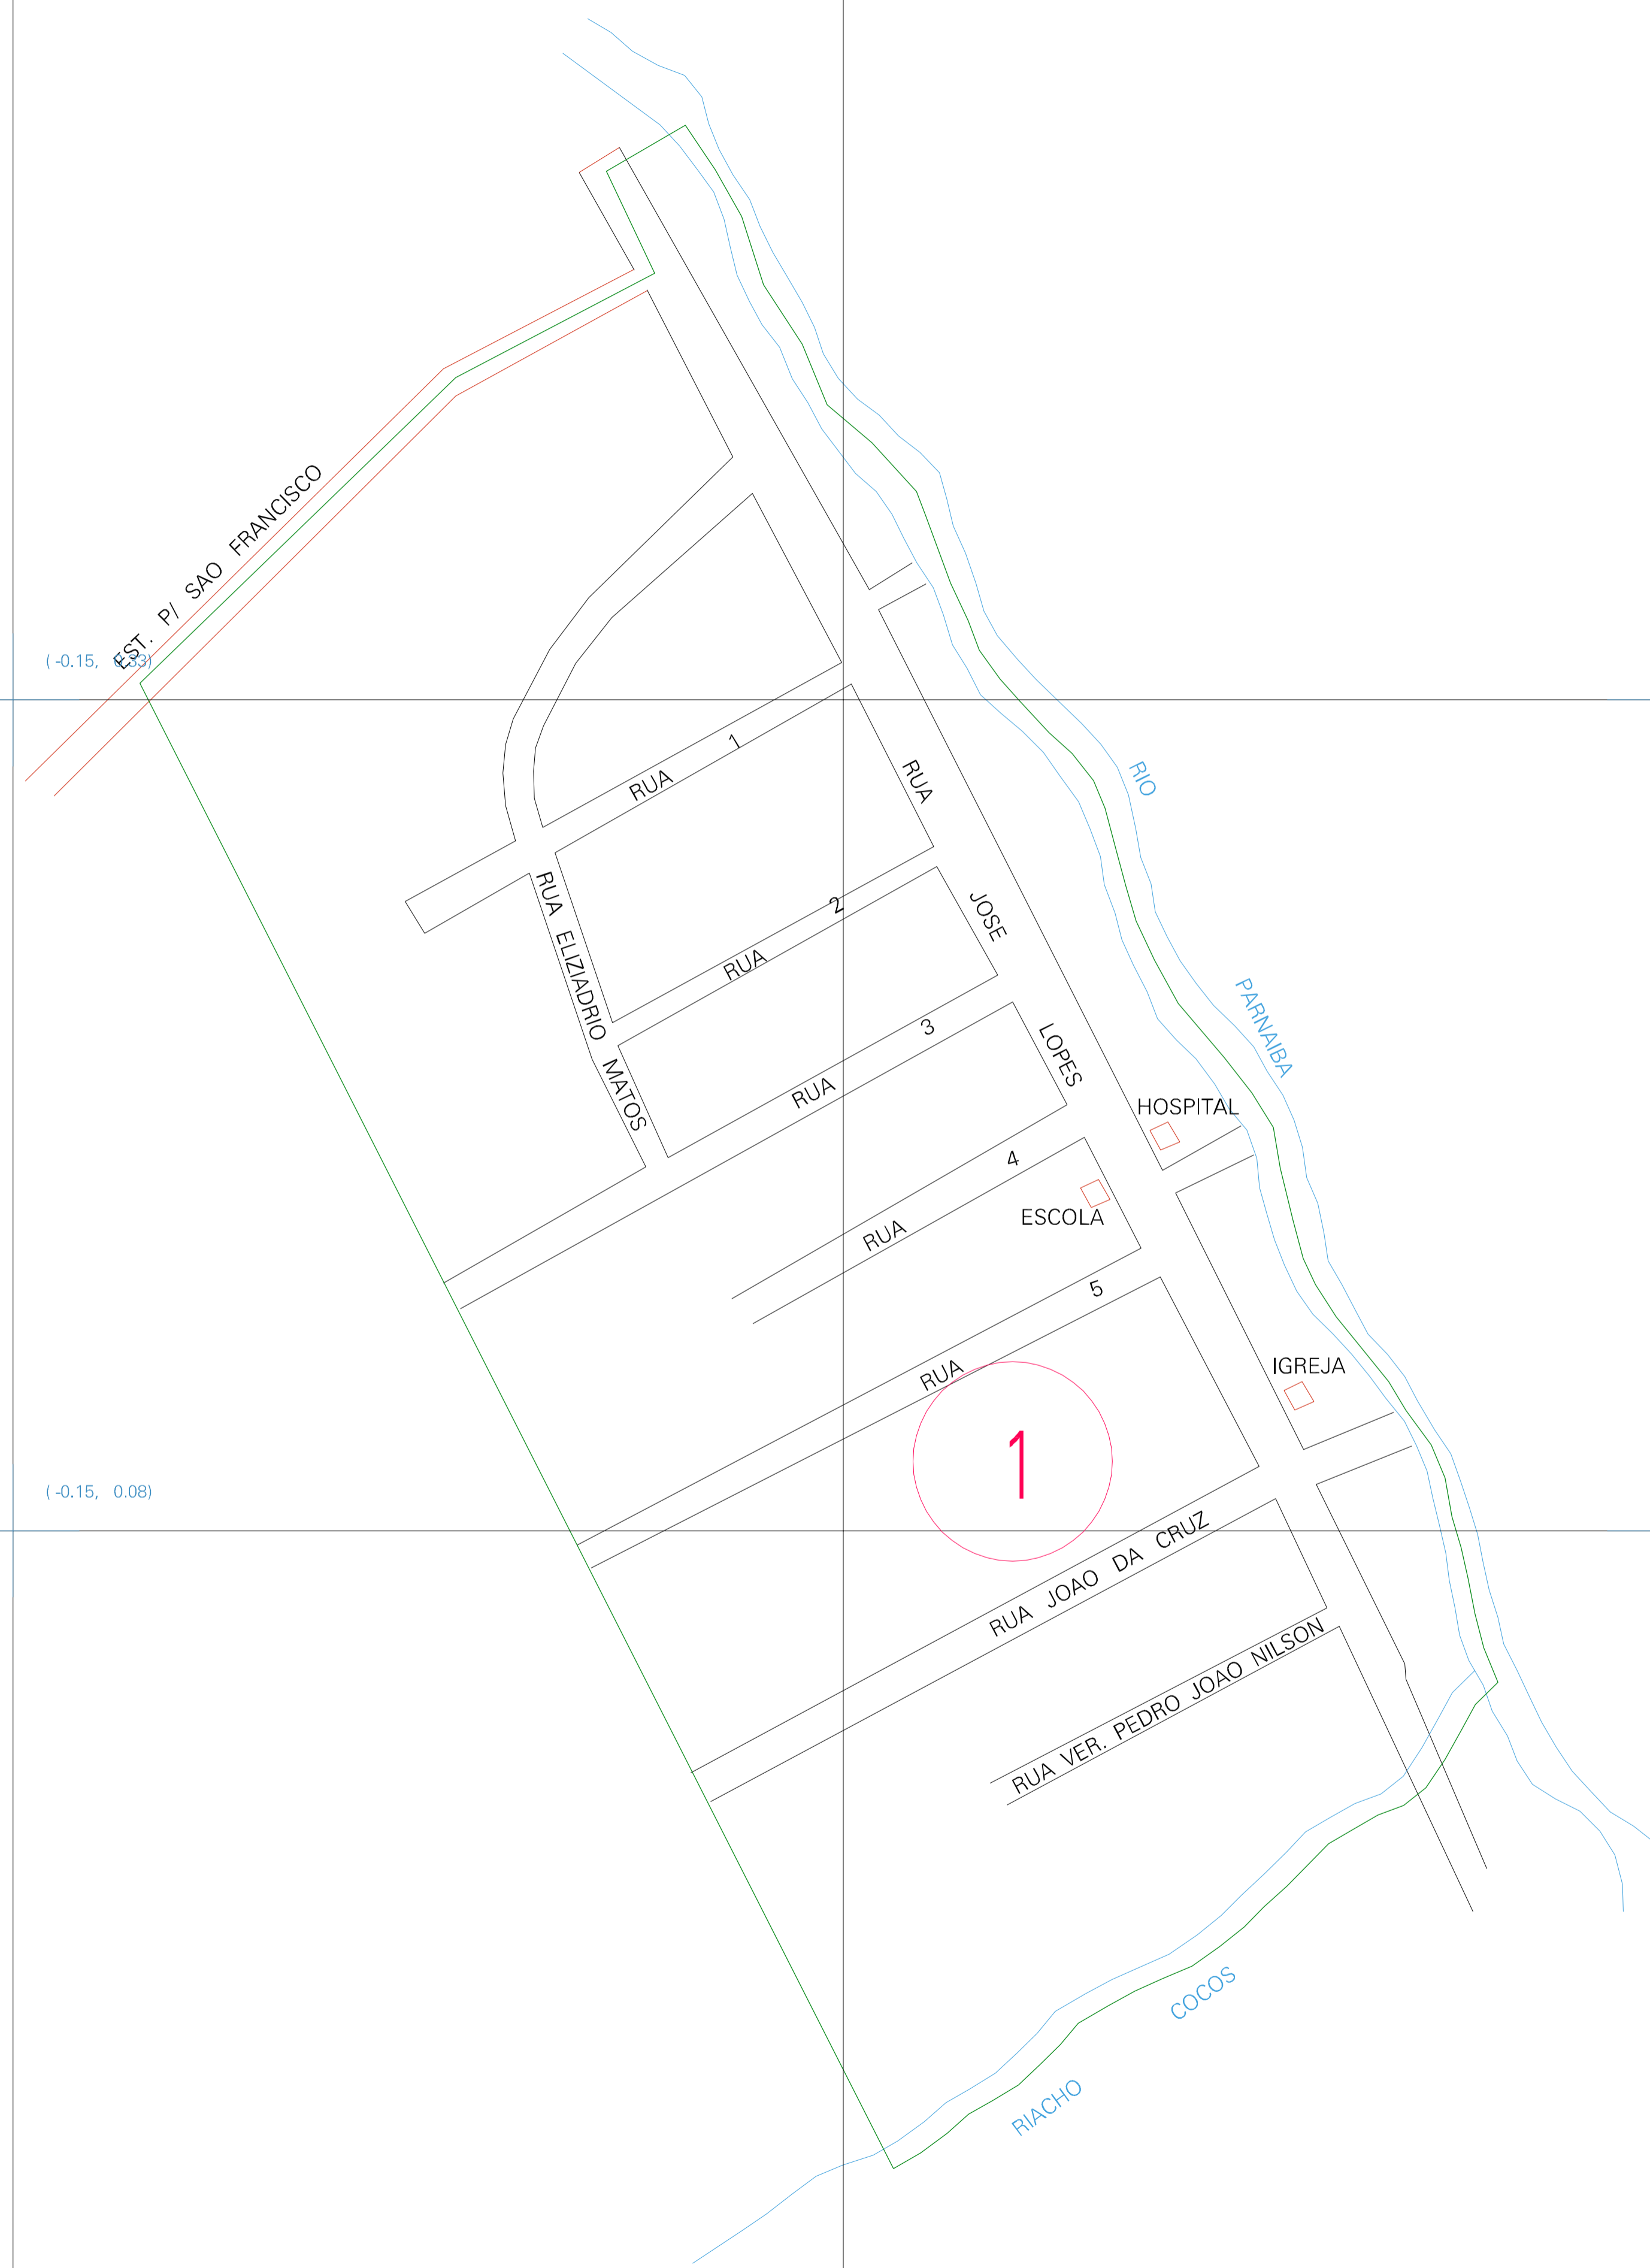 EST. P/ SAO FRANCISCO
(-0.15, 0.33)
RUA 1
RUA JOSE LOPES
RIO PARNAIBA
RUA ELIZIADRIO MATOS
RUA 2
RUA 3
HOSPITAL
RUA 4
ESCOLA
RUA 5
IGREJA
1
(-0.15, 0.08)
RUA JOAO DA CRUZ
RUA VER. PEDRO JOAO NILSON
RIACHO COCOS